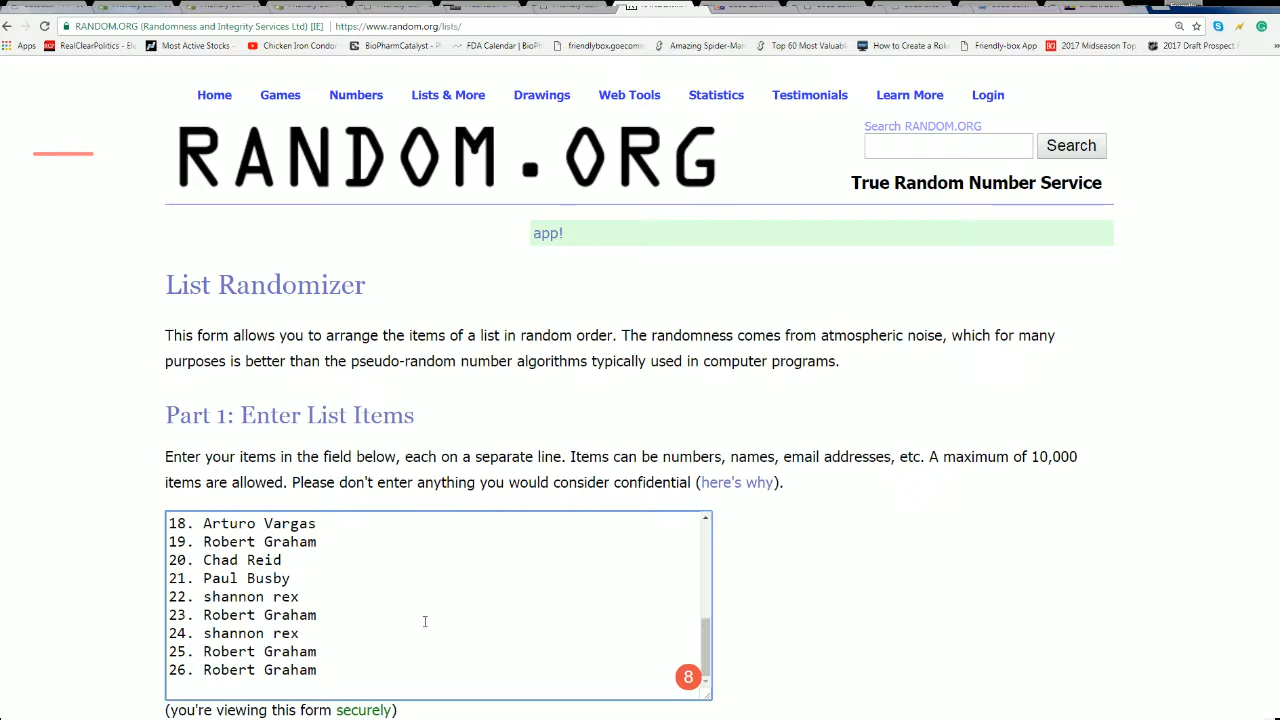 RANDOM.ORG (Randomness and Integrity Services Ltd) [IE] https://www.random.org/lists/
Apps RealClearPolitics - Ele Most Active Stocks - Chicken Iron Condor BioPharmCatalyst - FDA Calendar | BioPh friendlybox.goecomm Amazing Spider-Man Top 60 Most Valuabl How to Create a Rol Friendly-box App 2017 Midseason Top 2017 Draft Prospect
Home Games Numbers Lists & More Drawings Web Tools Statistics Testimonials Learn More Login
RANDOM.ORG
Search RANDOM.ORG
Search
True Random Number Service
app!
List Randomizer
This form allows you to arrange the items of a list in random order. The randomness comes from atmospheric noise, which for many
purposes is better than the pseudo-random number algorithms typically used in computer programs.
Part 1: Enter List Items
Enter your items in the field below, each on a separate line. Items can be numbers, names, email addresses, etc. A maximum of 10,000
items are allowed. Please don't enter anything you would consider confidential (here's why).
18. Arturo Vargas
19. Robert Graham
20. Chad Reid
21. Paul Busby
22. shannon rex
23. Robert Graham
24. shannon rex
25. Robert Graham
26. Robert Graham
8
(you're viewing this form securely)